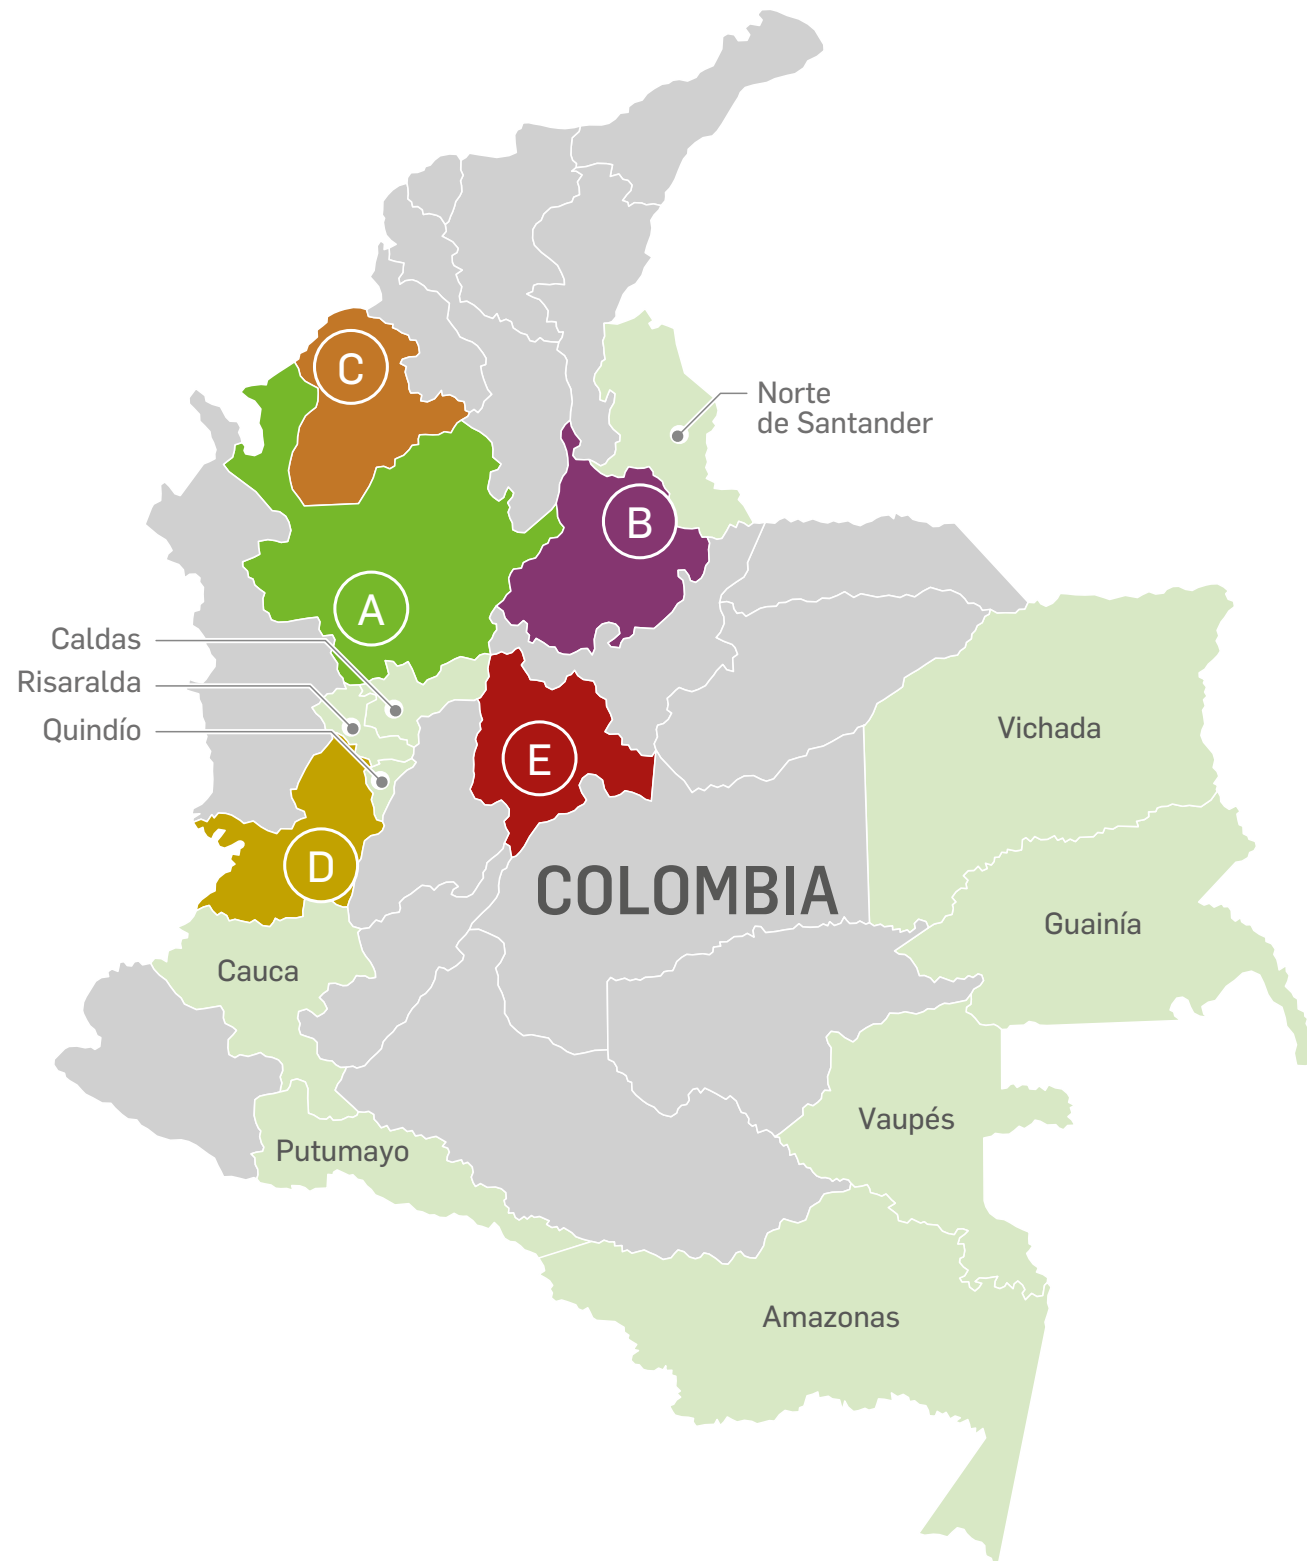 C
Norte
de Santander
B
A
Caldas
Risaralda
Quindío
Vichada
E
D
COLOMBIA
Guainía
Cauca
Vaupés
Putumayo
Amazonas